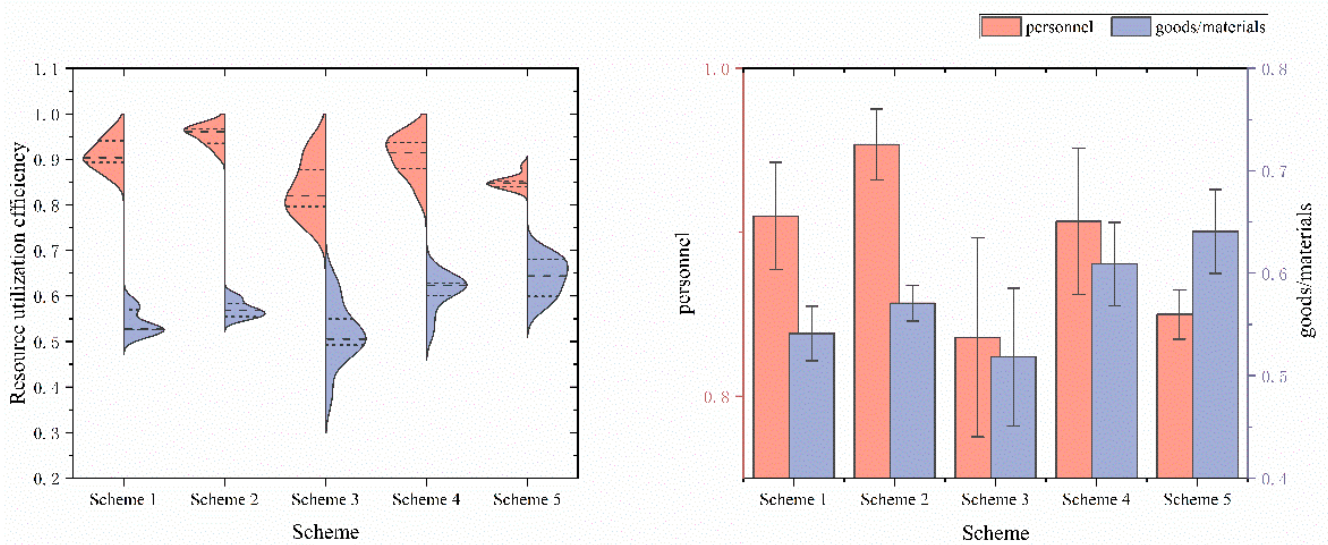 personnel
goods/materials
1.1
1.0
0.9
0.8
0.7
0.6
0.5
0.4
0.3
0.2
Resource utilization efficiency
Scheme 1
Scheme 2
Scheme 3
Scheme 4
Scheme 5
Scheme
1.0
0.8
personnel
0.8
0.7
0.6
0.5
0.4
goods/materials
Scheme 1
Scheme 2
Scheme 3
Scheme 4
Scheme 5
Scheme